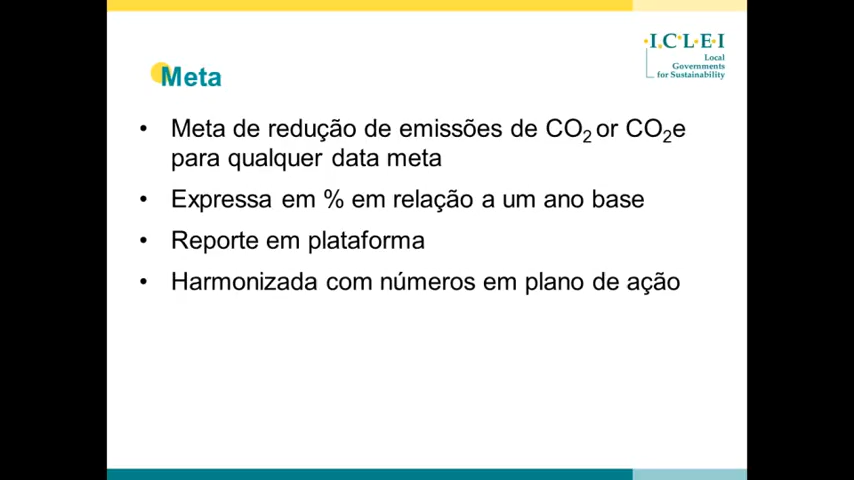 I.C.L.E.I
Local
Governments
for Sustainability
Meta
• Meta de redução de emissões de CO₂ or CO₂e
para qualquer data meta
• Expressa em % em relação a um ano base
• Reporte em plataforma
• Harmonizada com números em plano de ação